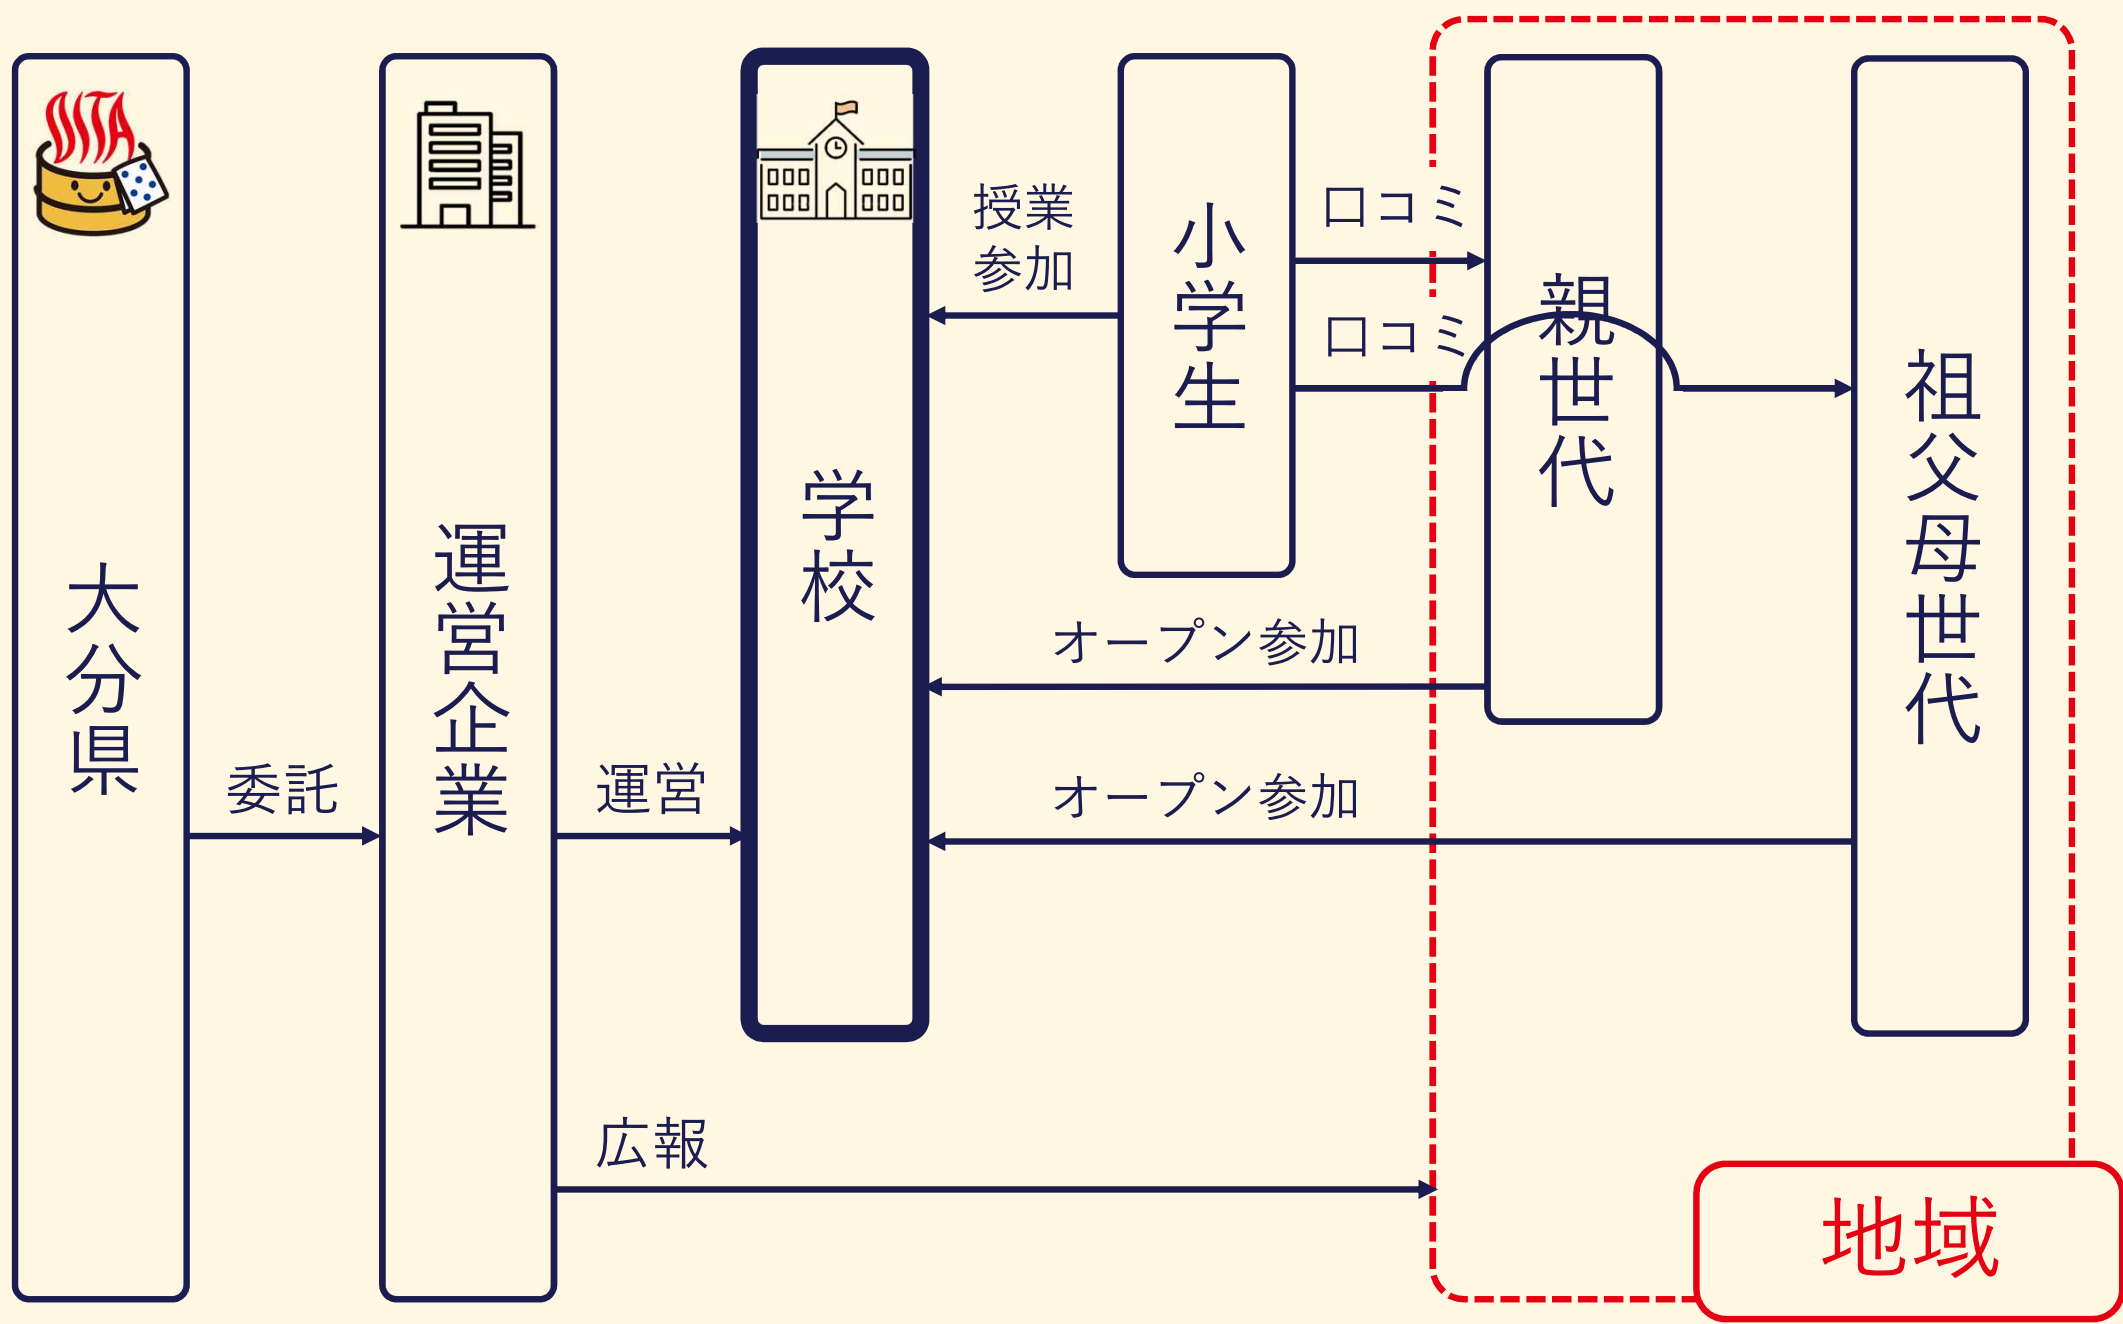 OITA
大分県
委託
運営企業
運営
広報
学校
授業
参加
小学生
口コミ
口コミ
オープン参加
オープン参加
親世代
祖父母世代
地域